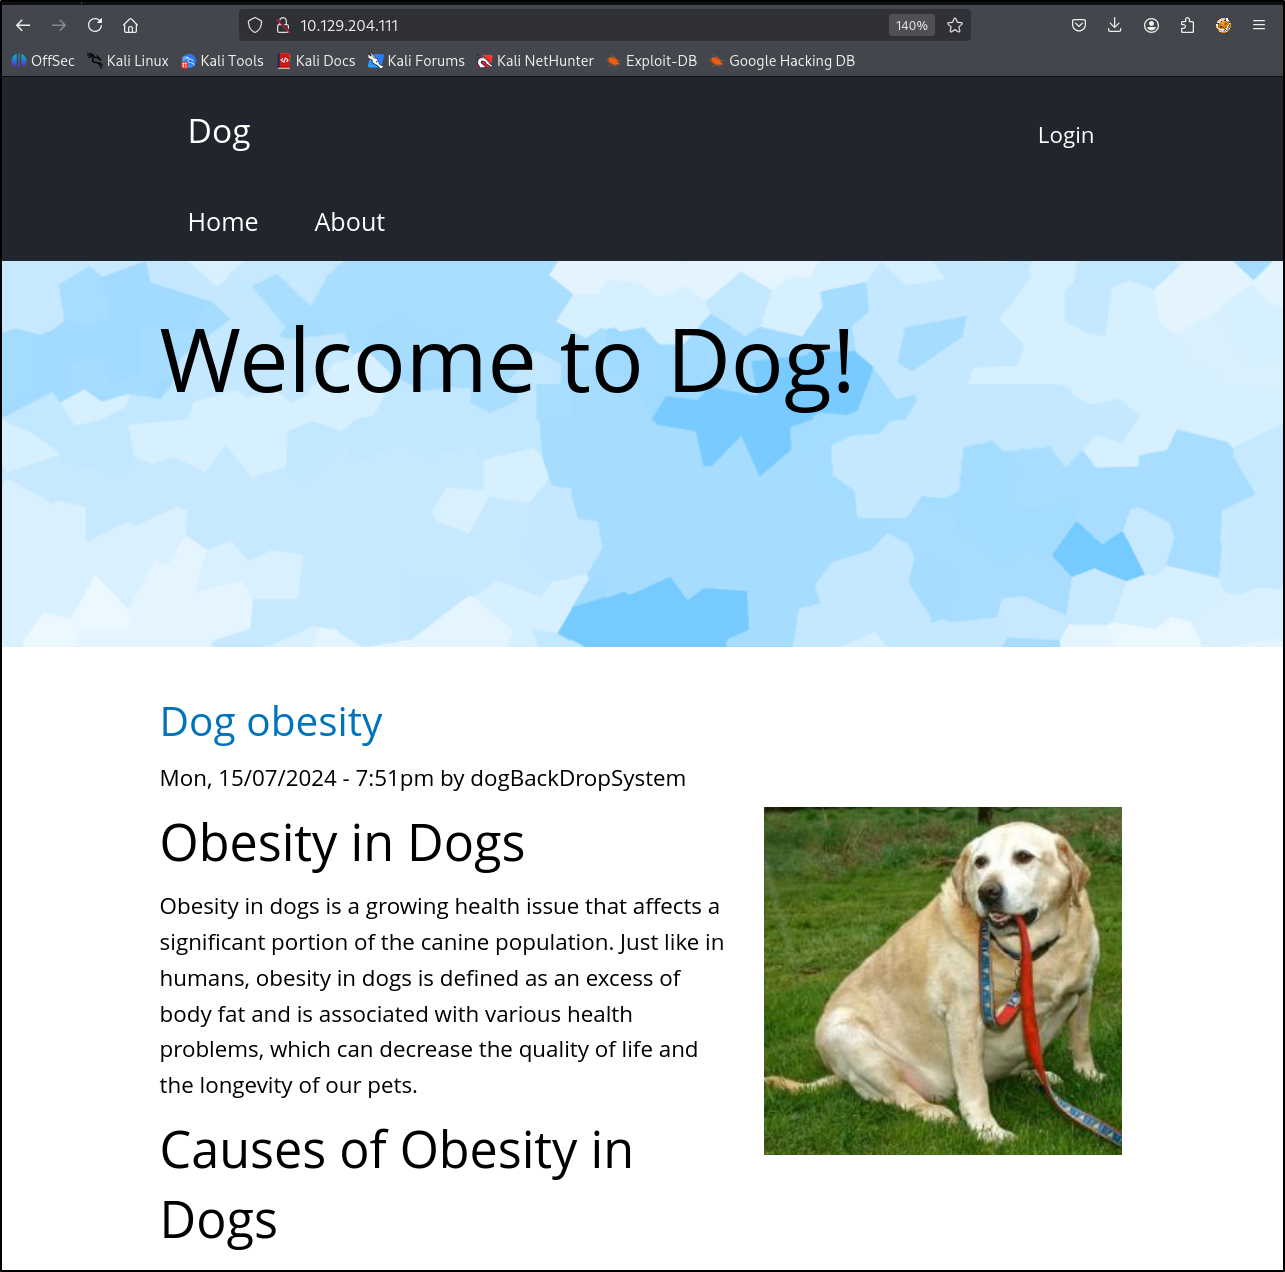 10.129.204.111 140%
OffSec Kali Linux Kali Tools Kali Docs Kali Forums Kali NetHunter Exploit-DB Google Hacking DB
Dog Login
Home About
Welcome to Dog!
Dog obesity
Mon, 15/07/2024 - 7:51pm by dogBackDropSystem
Obesity in Dogs
Obesity in dogs is a growing health issue that affects a
significant portion of the canine population. Just like in
humans, obesity in dogs is defined as an excess of
body fat and is associated with various health
problems, which can decrease the quality of life and
the longevity of our pets.
Causes of Obesity in
Dogs